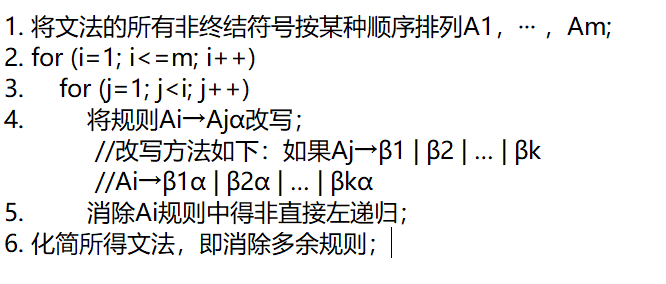 1. 将文法的所有非终结符号按某种顺序排列A1，… ，Am;
2. for (i=1; i<=m; i++)
3. for (j=1; j<i; j++)
4. 将规则Ai→Ajα改写；
//改写方法如下：如果Aj→β1 | β2 | ... | βk
//Ai→β1α | β2α | ... | βkα
5. 消除Ai规则中得非直接左递归；
6. 化简所得文法，即消除多余规则；